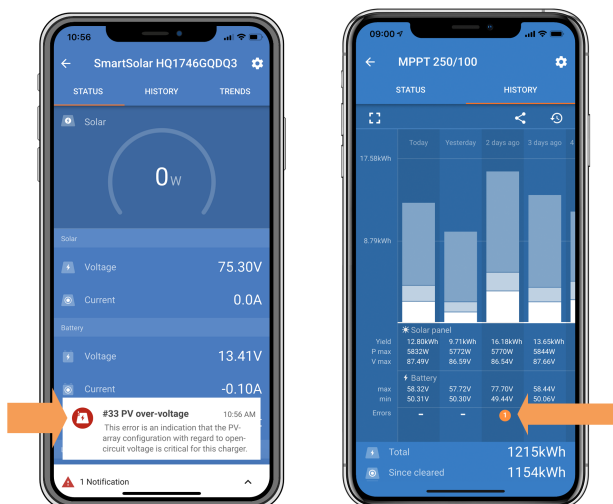 10:56
SmartSolar HQ1746GQDQ3
STATUS HISTORY TRENDS
Solar
0W
Solar
Voltage 75.30V
Current 0.0A
Battery
Voltage 13.41V
Current -0.10A
#33 PV over-voltage 10:56 AM
This error is an indication that the PV-
array configuration with regard to open-
circuit voltage is critical for this charger.
1 Notification
09:00
MPPT 250/100
STATUS HISTORY
Today Yesterday 2 days ago 3 days ago 4
17.58kWh
8.79kWh
Solar panel
Yield 12.80kWh 9.71kWh 16.18kWh 13.65kWh
P max 5832W 5772W 5770W 5844W
V max 87.49V 86.59V 86.54V 87.66V
Battery
max 58.32V 57.72V 77.70V 58.44V
min 50.31V 50.30V 49.44V 50.06V
Errors – – 1
Total 1215kWh
Since cleared 1154kWh